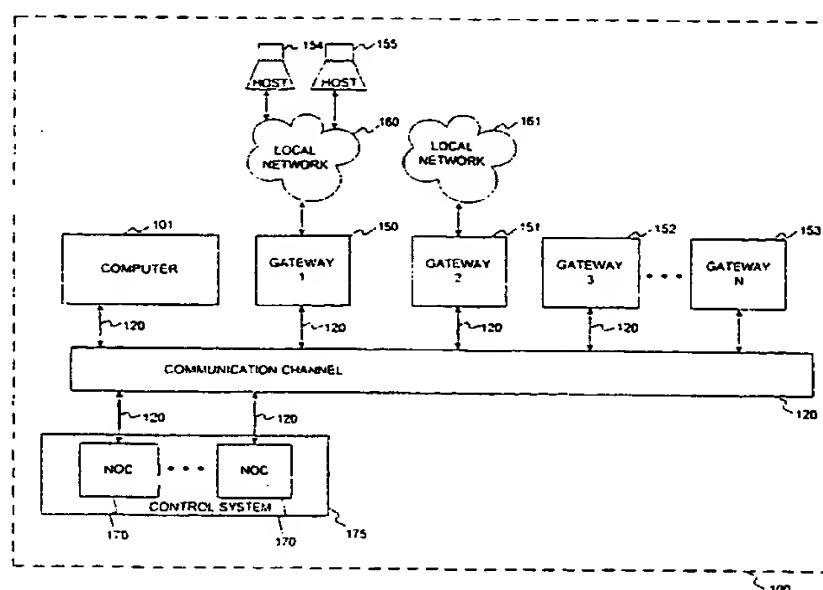 154
155
HOST
HOST
160
161
LOCAL
NETWORK
LOCAL
NETWORK
101
150
151
152
153
COMPUTER
GATEWAY
1
GATEWAY
2
GATEWAY
3
GATEWAY
N
120
120
120
120
COMMUNICATION CHANNEL
120
120
120
NOC
NOC
CONTROL SYSTEM
175
170
170
100